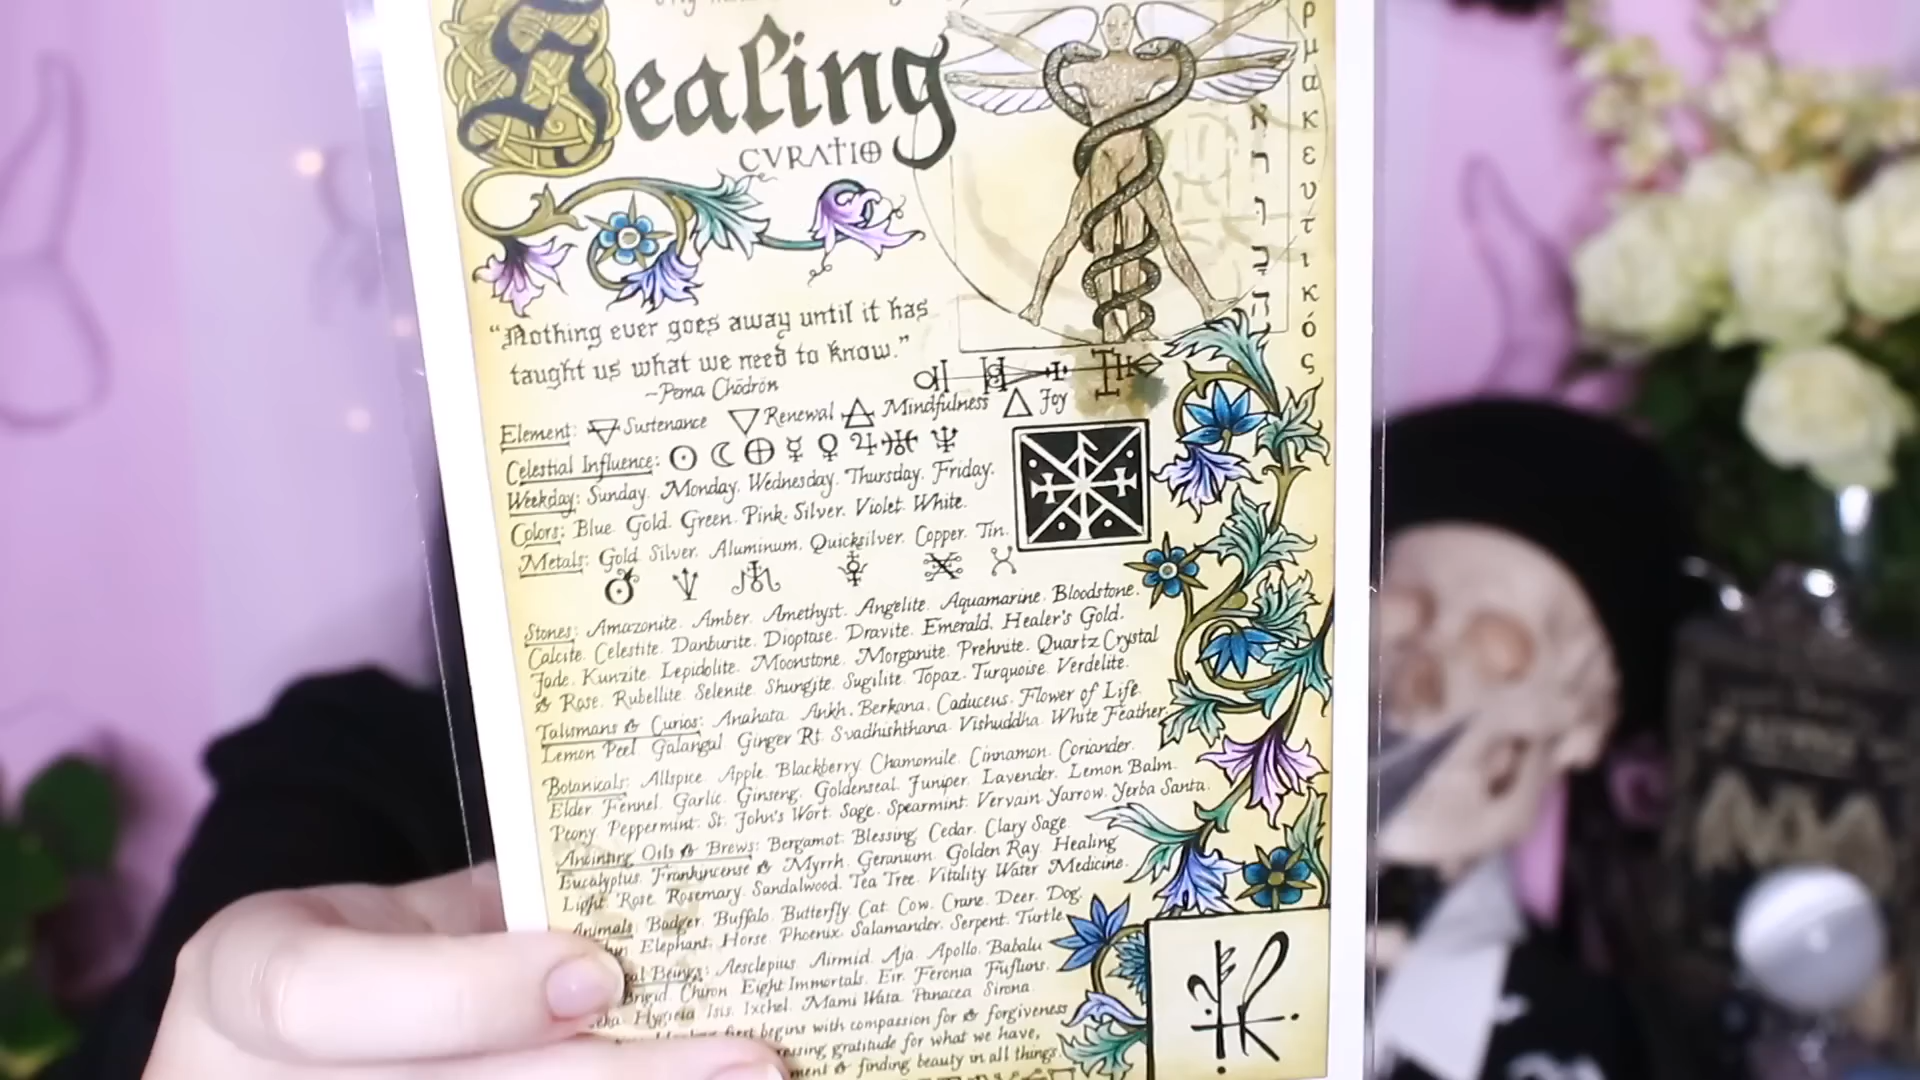 Healing
CVRATIO
"Nothing ever goes away until it has
taught us what we need to know."
~Pema Chödrön
Element: Sustenance Renewal Mindfulness Joy
Celestial Influence:
Weekday: Sunday. Monday. Wednesday. Thursday. Friday.
Colors: Blue. Gold. Green. Pink. Silver. Violet. White.
Metals: Gold. Silver. Aluminum. Quicksilver. Copper. Tin.
Stones: Amazonite. Amber. Amethyst. Angelite. Aquamarine. Bloodstone.
Calcite. Celestite. Danburite. Dioptase. Dravite. Emerald. Healer's Gold.
Jade. Kunzite. Lepidolite. Moonstone. Morganite. Prehnite. Quartz Crystal
& Rose. Rubellite. Selenite. Shungite. Sugilite. Topaz. Turquoise. Verdelite.
Talismans & Curios: Anahata. Ankh. Berkana. Caduceus. Flower of Life.
Lemon Peel. Galangal. Ginger Rt. Svadhishthana. Vishuddha. White Feather.
Botanicals: Allspice. Apple. Blackberry. Chamomile. Cinnamon. Coriander.
Elder. Fennel. Garlic. Ginseng. Goldenseal. Juniper. Lavender. Lemon Balm.
Peony. Peppermint. St. John's Wort. Sage. Spearmint. Vervain. Yarrow. Yerba Santa.
Anointing Oils & Brews: Bergamot. Blessing. Cedar. Clary Sage.
Eucalyptus. Frankincense & Myrrh. Geranium. Golden Ray. Healing
Light. Rose. Rosemary. Sandalwood. Tea Tree. Vitality. Water Medicine.
Animals: Badger. Buffalo. Butterfly. Cat. Cow. Crane. Deer. Dog.
Elephant. Horse. Phoenix. Salamander. Serpent. Turtle.
Beings: Aesclepius. Airmid. Aja. Apollo. Babalu
Brigid. Chiron. Eight Immortals. Eir. Feronia. Fufluns.
Hygieia. Isis. Ixchel. Mami Wata. Panacea. Sirona.
first begins with compassion for & forgiveness
gratitude for what we have,
& finding beauty in all things.
ρμακευτικός